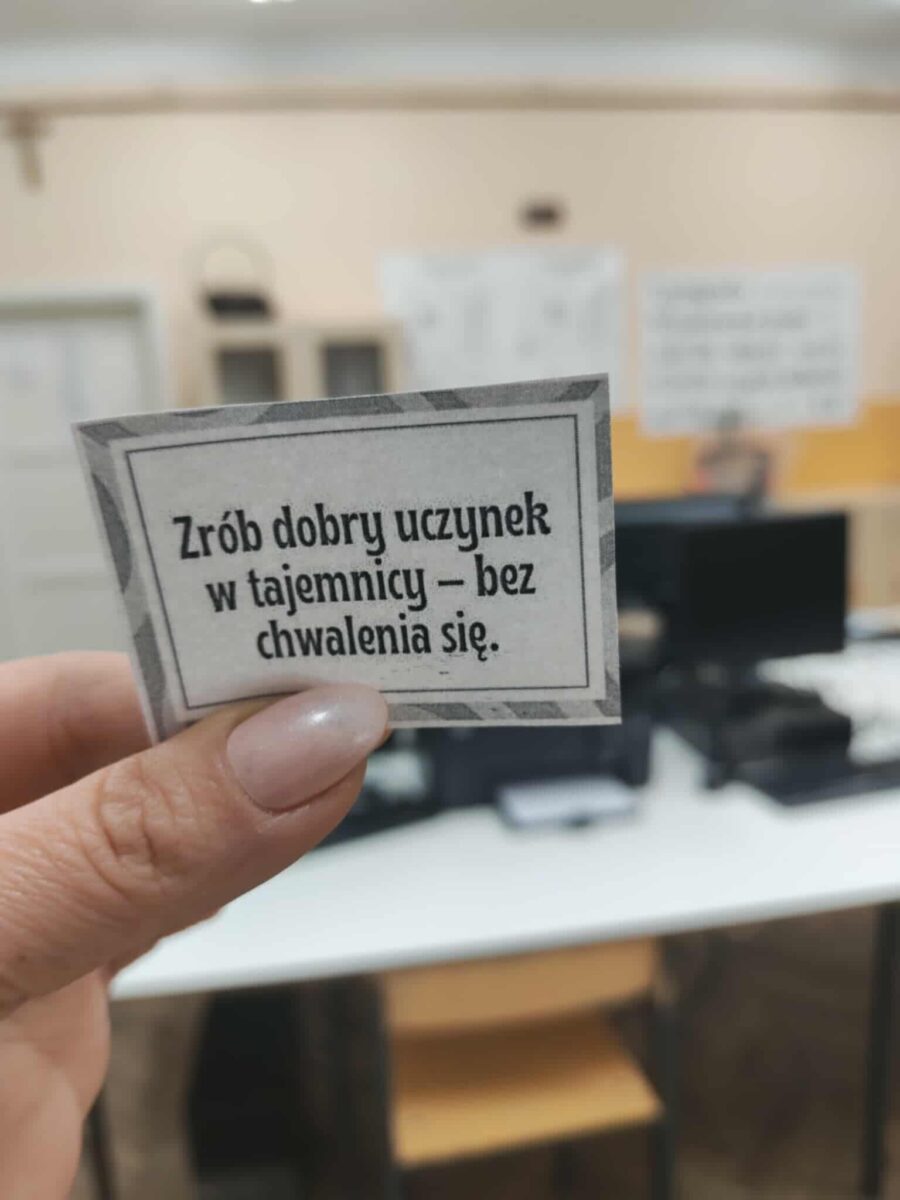 Zrób dobry uczynek
w tajemnicy – bez
chwalenia się.